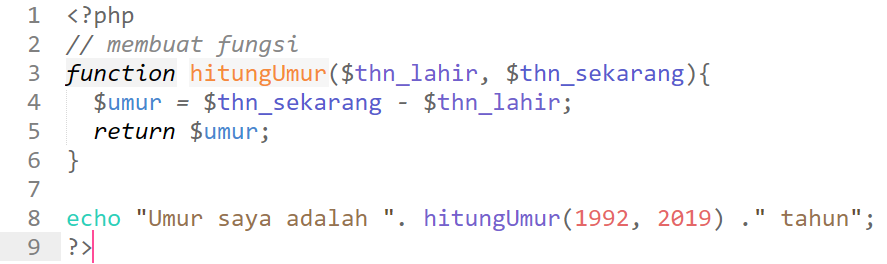 1 <?php
2 // membuat fungsi
3 function hitungUmur($thn_lahir, $thn_sekarang){
4   $umur = $thn_sekarang - $thn_lahir;
5   return $umur;
6 }
7
8 echo "Umur saya adalah ". hitungUmur(1992, 2019) ." tahun";
9 ?>